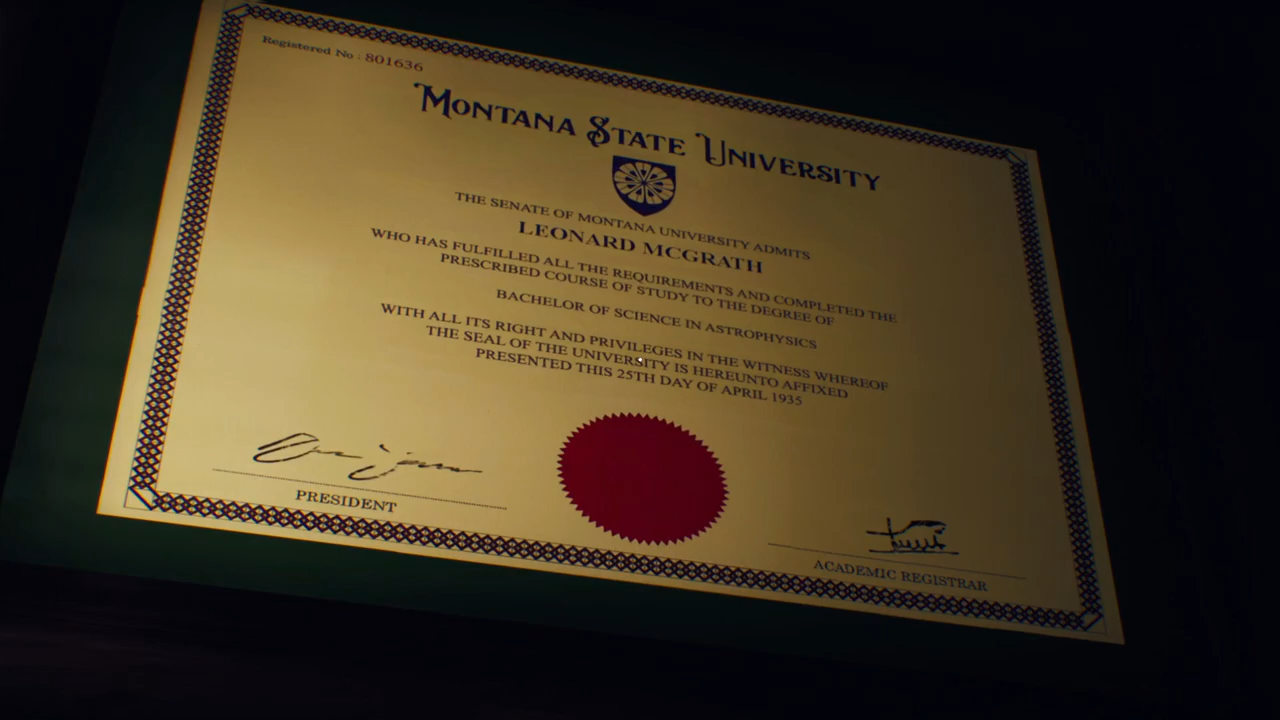 Registered No : 801636
MONTANA STATE UNIVERSITY
THE SENATE OF MONTANA UNIVERSITY ADMITS
LEONARD MCGRATH
WHO HAS FULFILLED ALL THE REQUIREMENTS AND COMPLETED THE
PRESCRIBED COURSE OF STUDY TO THE DEGREE OF
BACHELOR OF SCIENCE IN ASTROPHYSICS
WITH ALL ITS RIGHT AND PRIVILEGES IN THE WITNESS WHEREOF
THE SEAL OF THE UNIVERSITY IS HEREUNTO AFFIXED
PRESENTED THIS 25TH DAY OF APRIL 1935
PRESIDENT
ACADEMIC REGISTRAR